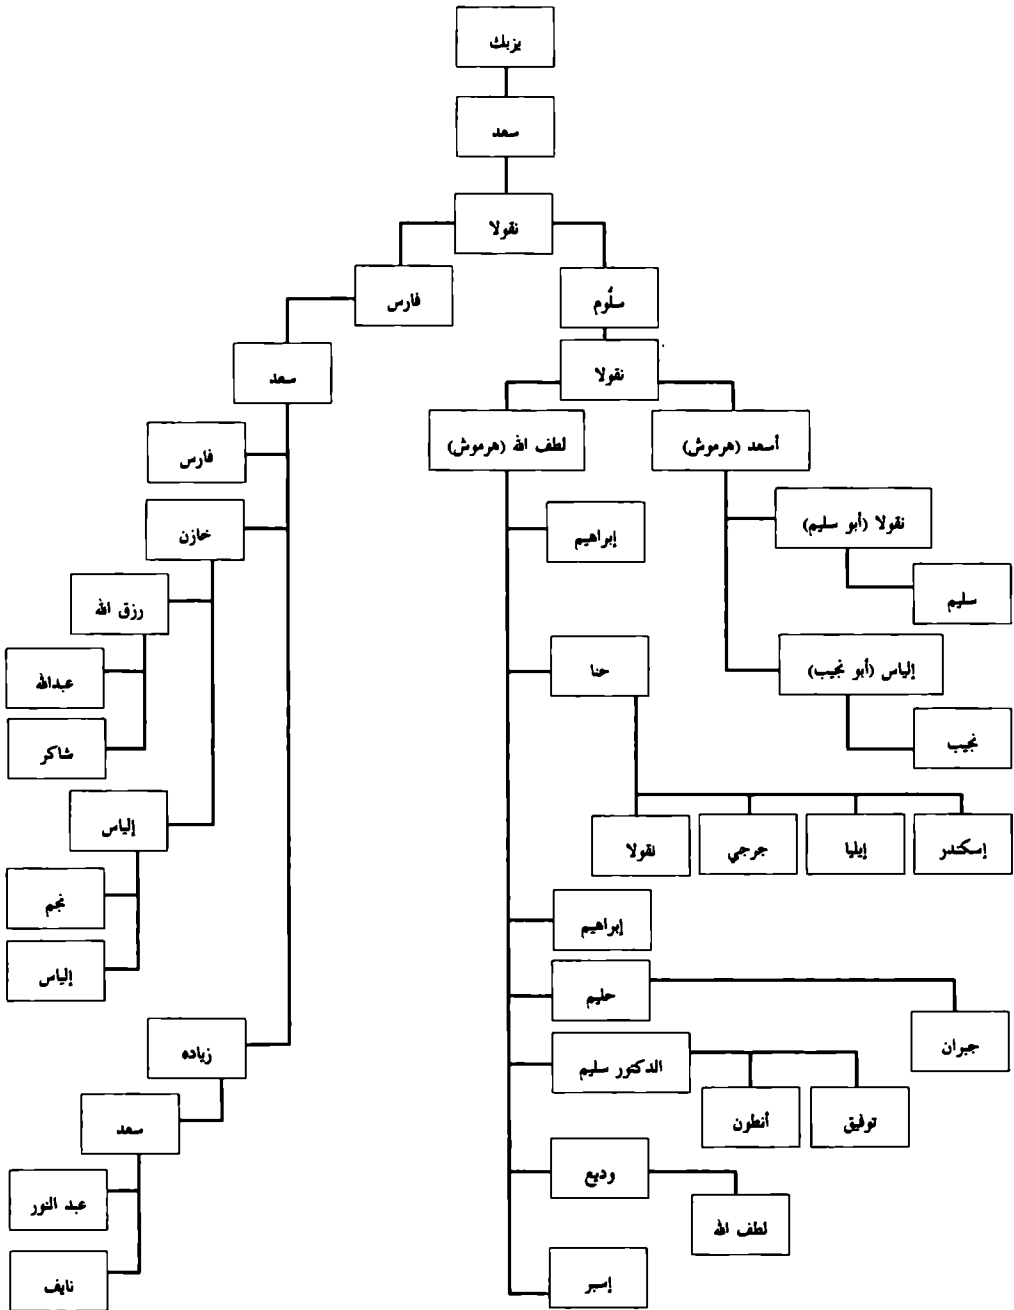 يزبك
سعد
نقولا
فارس
سلّوم
سعد
نقولا
لطف الله (هرموش)
أسعد (هرموش)
فارس
خازن
رزق الله
عبدالله
شاكر
إلياس
نجم
إلياس
زياده
سعد
عبد النور
نايف
إبراهيم
حنا
نقولا
جرجي
إيليا
إسكندر
إبراهيم
حليم
جبران
الدكتور سليم
أنطون
توفيق
وديع
لطف الله
إسبر
نقولا (أبو سليم)
سليم
إلياس (أبو نجيب)
نجيب